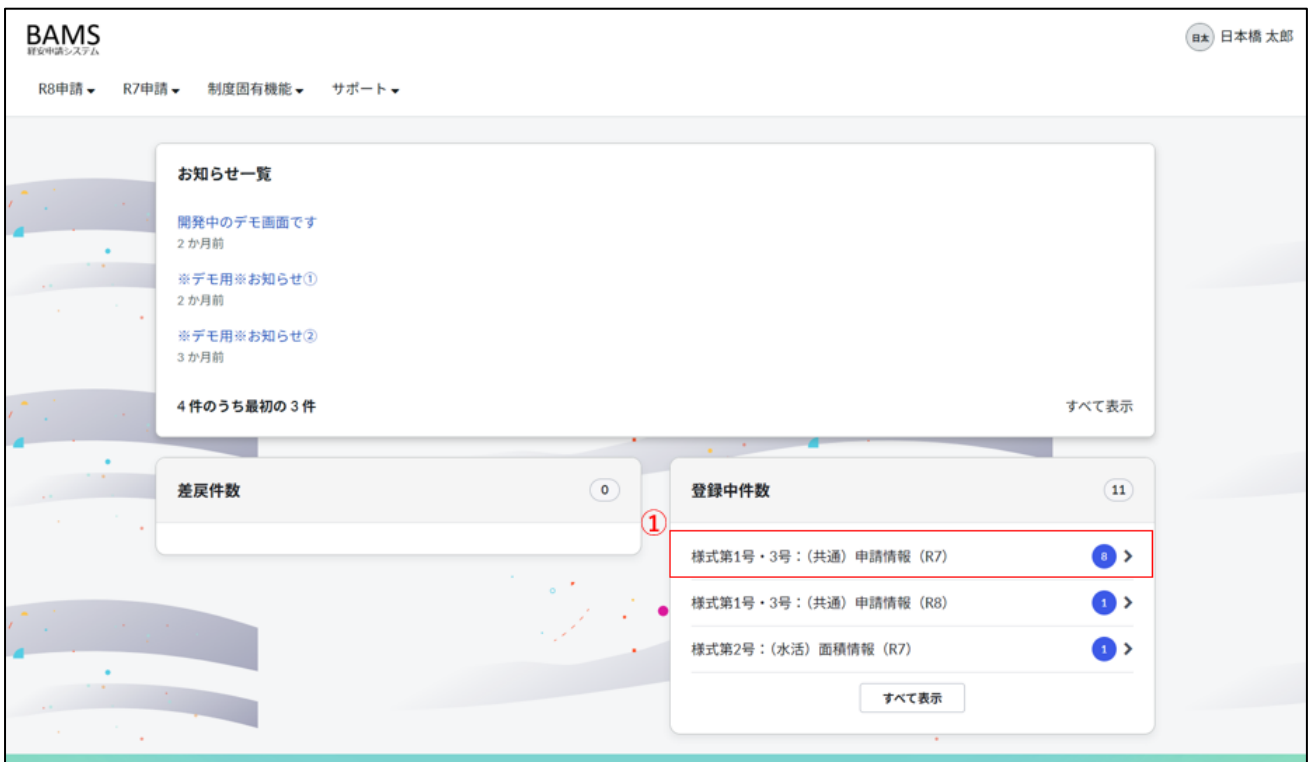 BAMS
経安申請システム
日太 日本橋 太郎
R8申請 R7申請 制度固有機能 サポート
お知らせ一覧
開発中のデモ画面です
2 か月前
※デモ用※お知らせ①
2 か月前
※デモ用※お知らせ②
3 か月前
4 件のうち最初の 3 件 すべて表示
差戻件数 0
登録中件数 11
①
様式第1号・3号：（共通）申請情報（R7） 8
様式第1号・3号：（共通）申請情報（R8） 1
様式第2号：（水活）面積情報（R7） 1
すべて表示